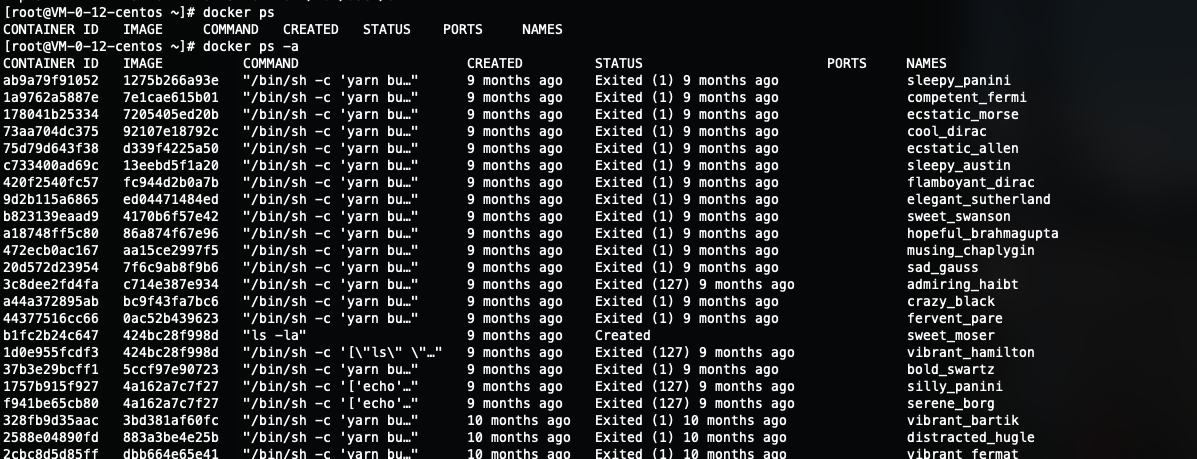 [root@VM-0-12-centos ~]# docker ps
CONTAINER ID   IMAGE     COMMAND   CREATED   STATUS    PORTS     NAMES
[root@VM-0-12-centos ~]# docker ps -a
CONTAINER ID   IMAGE          COMMAND                  CREATED         STATUS                       PORTS     NAMES
ab9a79f91052   1275b266a93e   "/bin/sh -c 'yarn bu…"   9 months ago    Exited (1) 9 months ago                sleepy_panini
1a9762a5887e   7e1cae615b01   "/bin/sh -c 'yarn bu…"   9 months ago    Exited (1) 9 months ago                competent_fermi
178041b25334   7205405ed20b   "/bin/sh -c 'yarn bu…"   9 months ago    Exited (1) 9 months ago                ecstatic_morse
73aa704dc375   92107e18792c   "/bin/sh -c 'yarn bu…"   9 months ago    Exited (1) 9 months ago                cool_dirac
75d79d643f38   d339f4225a50   "/bin/sh -c 'yarn bu…"   9 months ago    Exited (1) 9 months ago                ecstatic_allen
c733400ad69c   13eebd5f1a20   "/bin/sh -c 'yarn bu…"   9 months ago    Exited (1) 9 months ago                sleepy_austin
420f2540fc57   fc944d2b0a7b   "/bin/sh -c 'yarn bu…"   9 months ago    Exited (1) 9 months ago                flamboyant_dirac
9d2b115a6865   ed04471484ed   "/bin/sh -c 'yarn bu…"   9 months ago    Exited (1) 9 months ago                elegant_sutherland
b823139eaad9   4170b6f57e42   "/bin/sh -c 'yarn bu…"   9 months ago    Exited (1) 9 months ago                sweet_swanson
a18748ff5c80   86a874f67e96   "/bin/sh -c 'yarn bu…"   9 months ago    Exited (1) 9 months ago                hopeful_brahmagupta
472ecb0ac167   aa15ce2997f5   "/bin/sh -c 'yarn bu…"   9 months ago    Exited (1) 9 months ago                musing_chaplygin
20d572d23954   7f6c9ab8f9b6   "/bin/sh -c 'yarn bu…"   9 months ago    Exited (1) 9 months ago                sad_gauss
3c8dee2fd4fa   c714e387e934   "/bin/sh -c 'yarn bu…"   9 months ago    Exited (127) 9 months ago              admiring_haibt
a44a372895ab   bc9f43fa7bc6   "/bin/sh -c 'yarn bu…"   9 months ago    Exited (1) 9 months ago                crazy_black
44377516cc66   0ac52b439623   "/bin/sh -c 'yarn bu…"   9 months ago    Exited (1) 9 months ago                fervent_pare
b1fc2b24c647   424bc28f998d   "ls -la"                 9 months ago    Created                                sweet_moser
1d0e955fcdf3   424bc28f998d   "/bin/sh -c '[\"ls\" \"…"   9 months ago    Exited (127) 9 months ago              vibrant_hamilton
37b3e29bcff1   5ccf97e90723   "/bin/sh -c 'yarn bu…"   9 months ago    Exited (1) 9 months ago                bold_swartz
1757b915f927   4a162a7c7f27   "/bin/sh -c '['echo'…"   9 months ago    Exited (127) 9 months ago              silly_panini
f941be65cb80   4a162a7c7f27   "/bin/sh -c '['echo'…"   9 months ago    Exited (127) 9 months ago              serene_borg
328fb9d35aac   3bd381af60fc   "/bin/sh -c 'yarn bu…"   10 months ago   Exited (1) 10 months ago               vibrant_bartik
2588e04890fd   883a3be4e25b   "/bin/sh -c 'yarn bu…"   10 months ago   Exited (1) 10 months ago               distracted_hugle
2cbc8d5d85ff   dbb664e65e41   "/bin/sh -c 'yarn bu…"   10 months ago   Exited (1) 10 months ago               vibrant_fermat